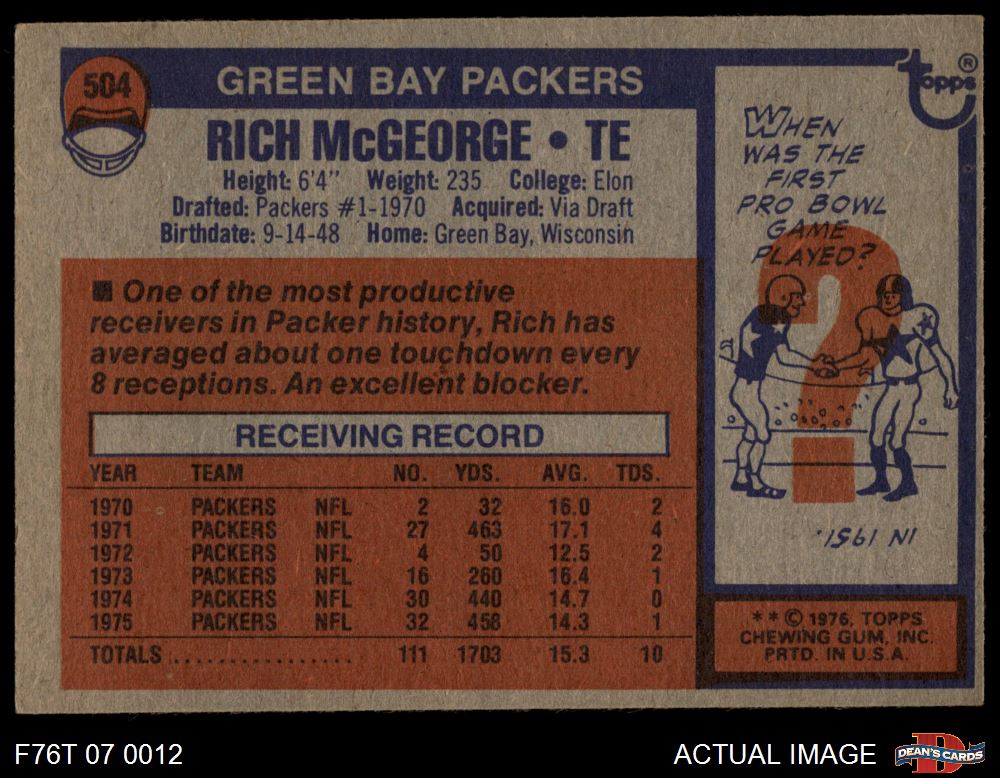 504
GREEN BAY PACKERS
RICH McGEORGE • TE
Height: 6'4" Weight: 235 College: Elon
Drafted: Packers #1-1970 Acquired: Via Draft
Birthdate: 9-14-48 Home: Green Bay, Wisconsin
■ One of the most productive
receivers in Packer history, Rich has
averaged about one touchdown every
8 receptions. An excellent blocker.
RECEIVING RECORD
YEAR TEAM NO. YDS. AVG. TDS.
1970 PACKERS NFL 2 32 16.0 2
1971 PACKERS NFL 27 463 17.1 4
1972 PACKERS NFL 4 50 12.5 2
1973 PACKERS NFL 16 260 16.4 1
1974 PACKERS NFL 30 440 14.7 0
1975 PACKERS NFL 32 458 14.3 1
TOTALS ................. 111 1703 15.3 10
topps®
WHEN
WAS THE
FIRST
PRO BOWL
GAME
PLAYED?
?
IN 1951.
** © 1976, TOPPS
CHEWING GUM, INC.
PRTD. IN U.S.A.
F76T 07 0012
ACTUAL IMAGE
DEAN'S CARDS